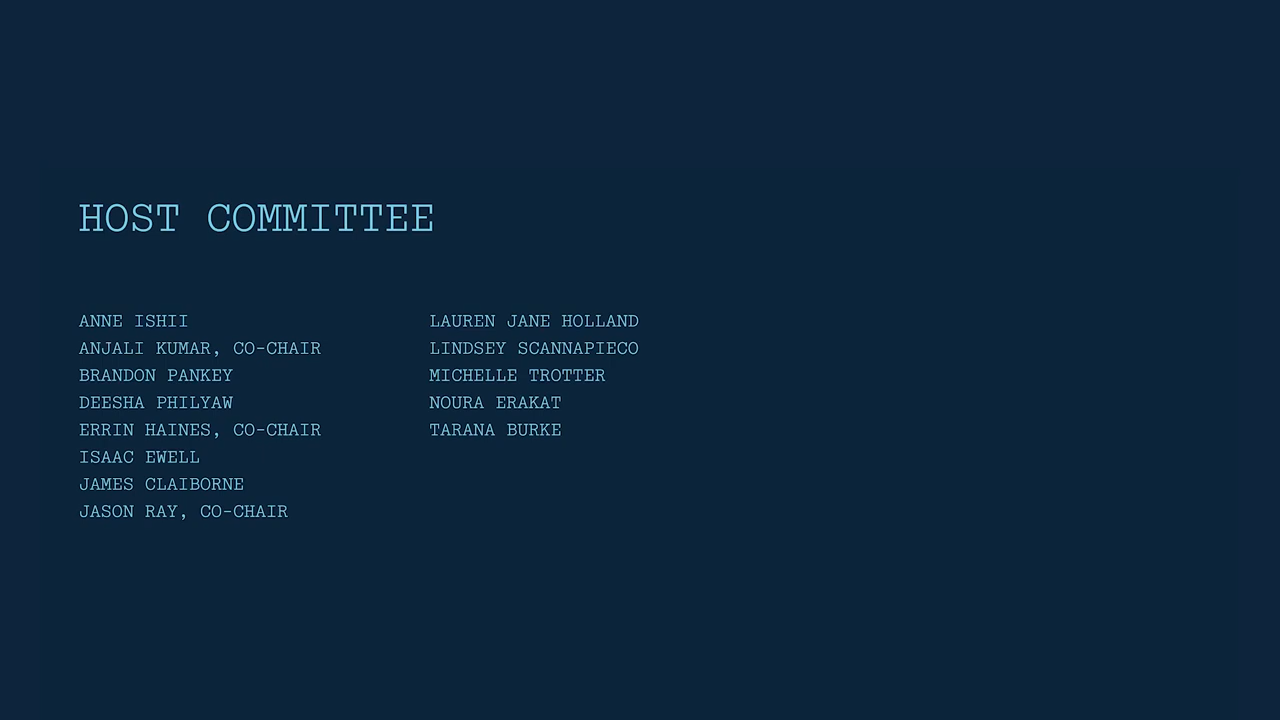 HOST COMMITTEE
ANNE ISHII
ANJALI KUMAR, CO-CHAIR
BRANDON PANKEY
DEESHA PHILYAW
ERRIN HAINES, CO-CHAIR
ISAAC EWELL
JAMES CLAIBORNE
JASON RAY, CO-CHAIR
LAUREN JANE HOLLAND
LINDSEY SCANNAPIECO
MICHELLE TROTTER
NOURA ERAKAT
TARANA BURKE